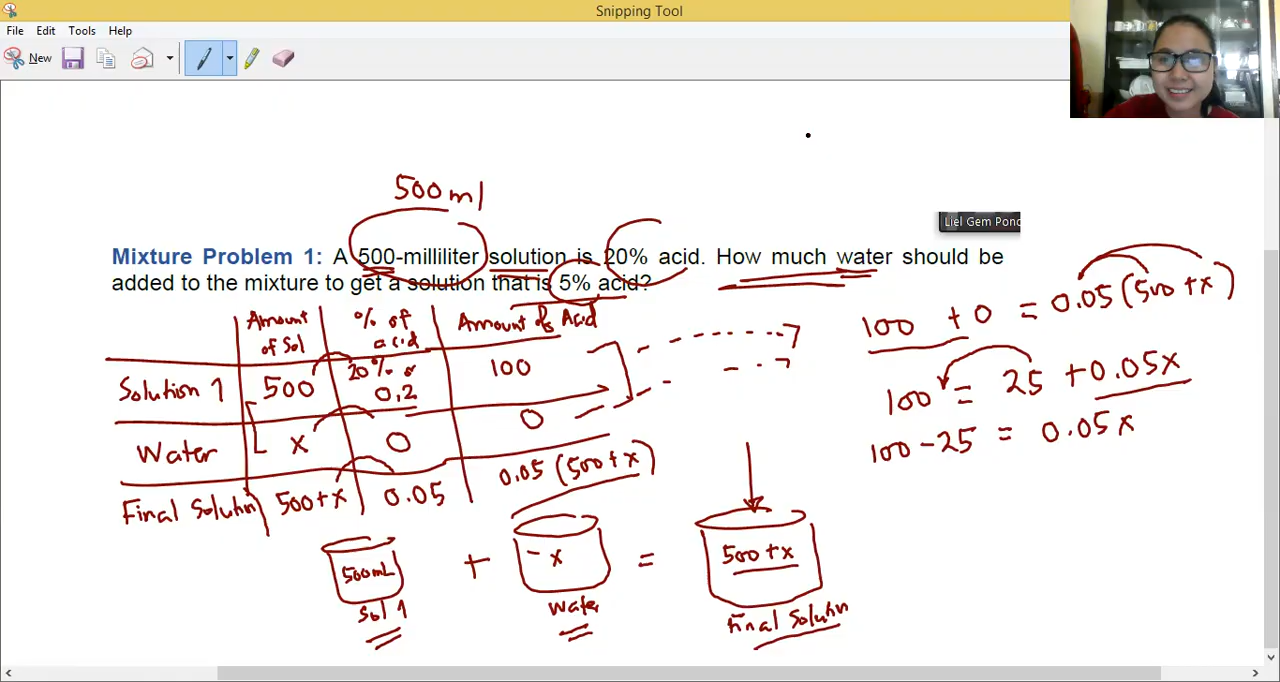 Snipping Tool
File Edit Tools Help
New
500ml
Liel Gem Pond
Mixture Problem 1: A 500-milliliter solution is 20% acid. How much water should be
added to the mixture to get a solution that is 5% acid?
Amount of Sol % of acid Amount of Acid
Solution 1 500 20% or 0.2 100
Water x 0 0
Final Solution 500+x 0.05 0.05(500+x)
100 + 0 = 0.05(500+x)
100 = 25 + 0.05x
100-25 = 0.05x
500mL + - x = 500+x
Sol 1 Water Final Solution